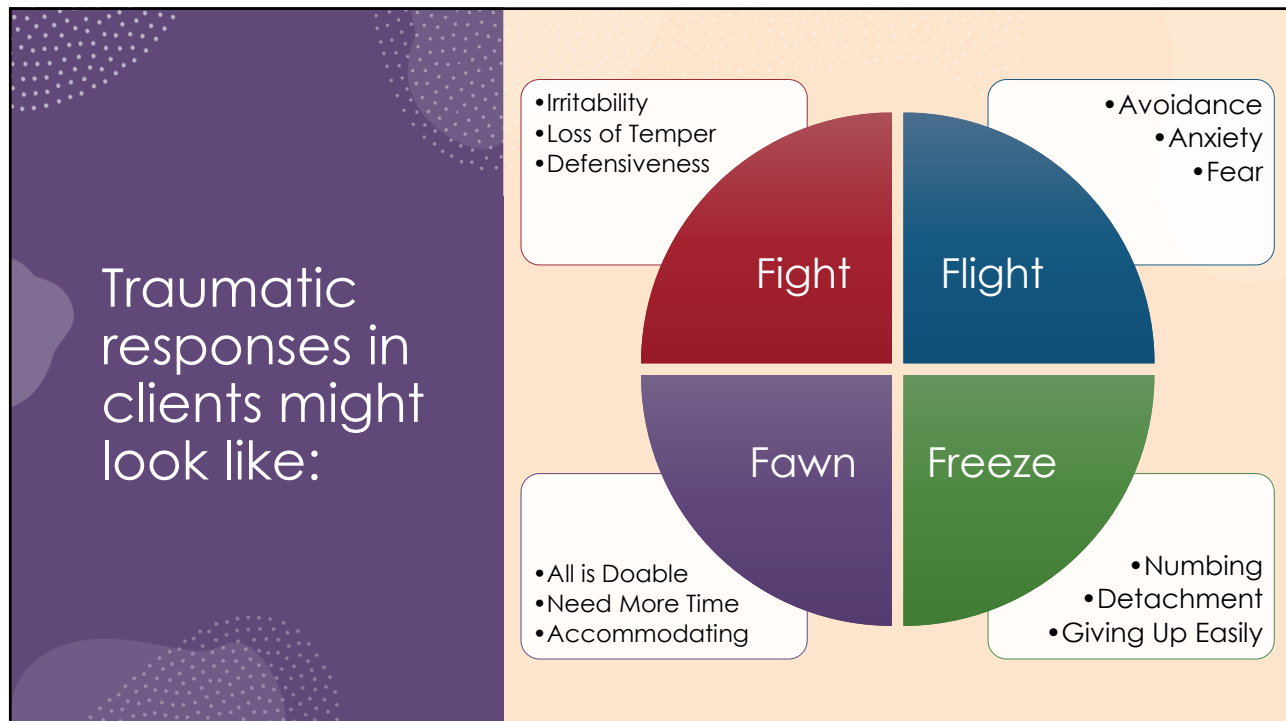 Traumatic
responses in
clients might
look like:
•Irritability
•Loss of Temper
•Defensiveness
•Avoidance
•Anxiety
•Fear
Fight
Flight
Fawn
Freeze
•All is Doable
•Need More Time
•Accommodating
•Numbing
•Detachment
•Giving Up Easily